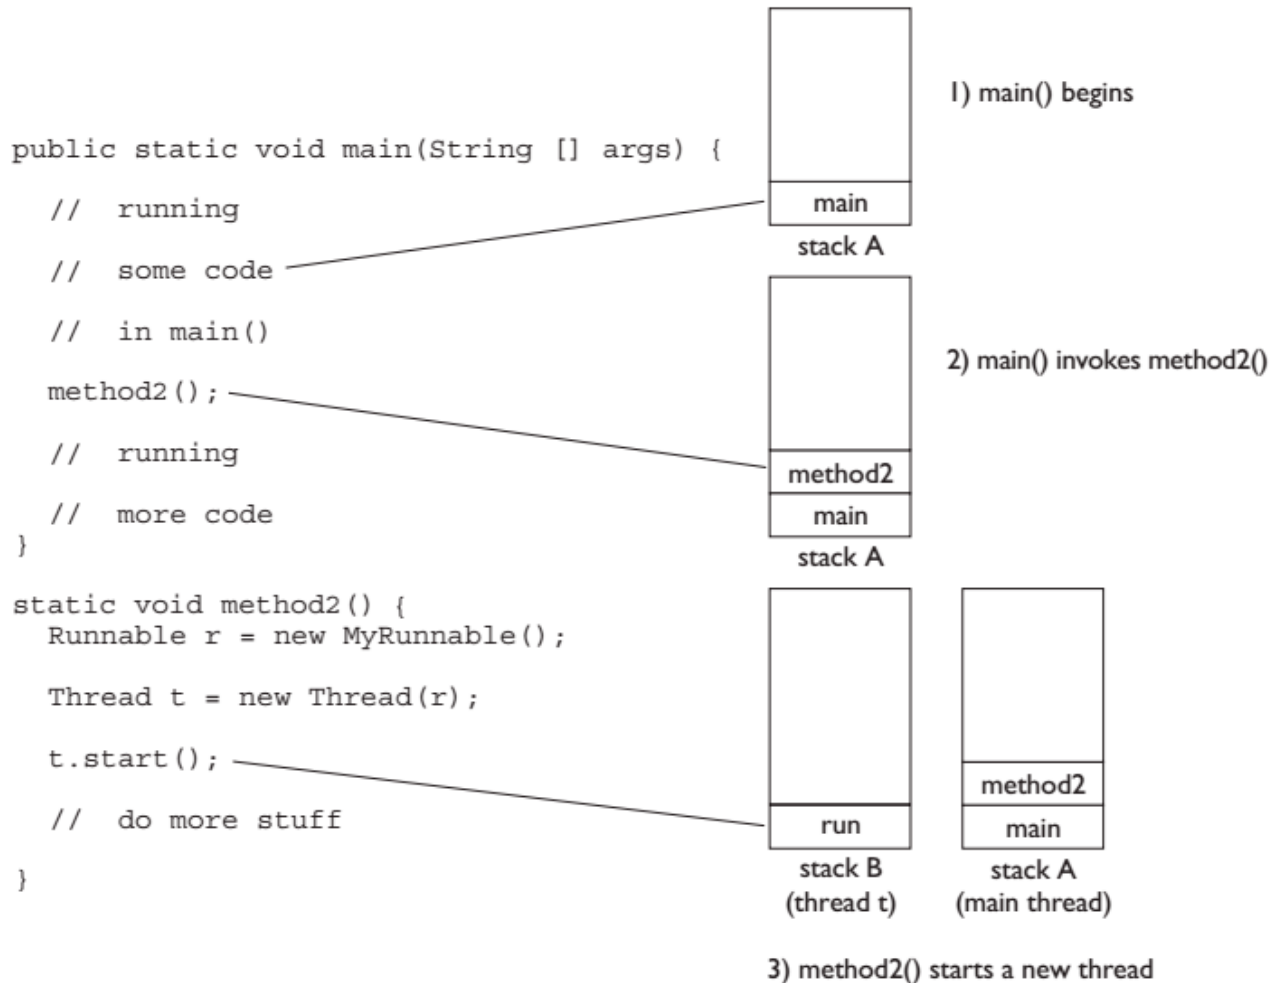 public static void main(String [] args) {
//  running
//  some code
//  in main()
method2();
//  running
//  more code
}
static void method2() {
Runnable r = new MyRunnable();
Thread t = new Thread(r);
t.start();
//  do more stuff
}
1) main() begins
main
stack A
2) main() invokes method2()
method2
main
stack A
run
stack B
(thread t)
method2
main
stack A
(main thread)
3) method2() starts a new thread